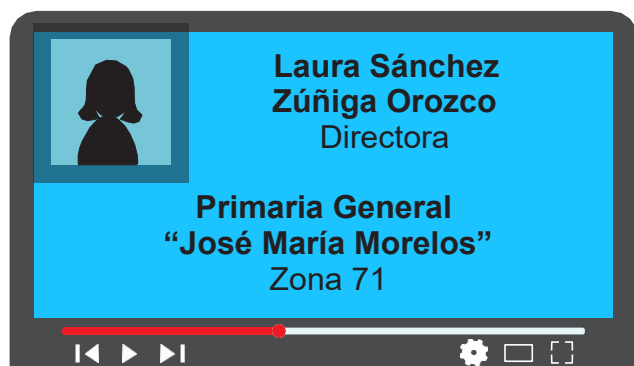 Laura Sánchez
Zúñiga Orozco
Directora
Primaria General
“José María Morelos”
Zona 71